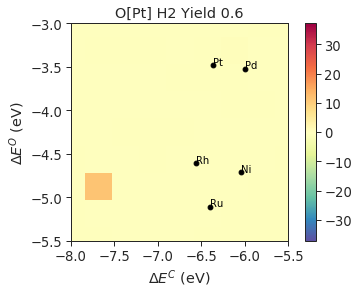 O[Pt] H2 Yield 0.6
−3.0
−3.5
−4.0
−4.5
−5.0
−5.5
ΔE^O (eV)
Pt
Pd
Rh
Ni
Ru
−8.0 −7.5 −7.0 −6.5 −6.0 −5.5
ΔE^C (eV)
30
20
10
0
−10
−20
−30